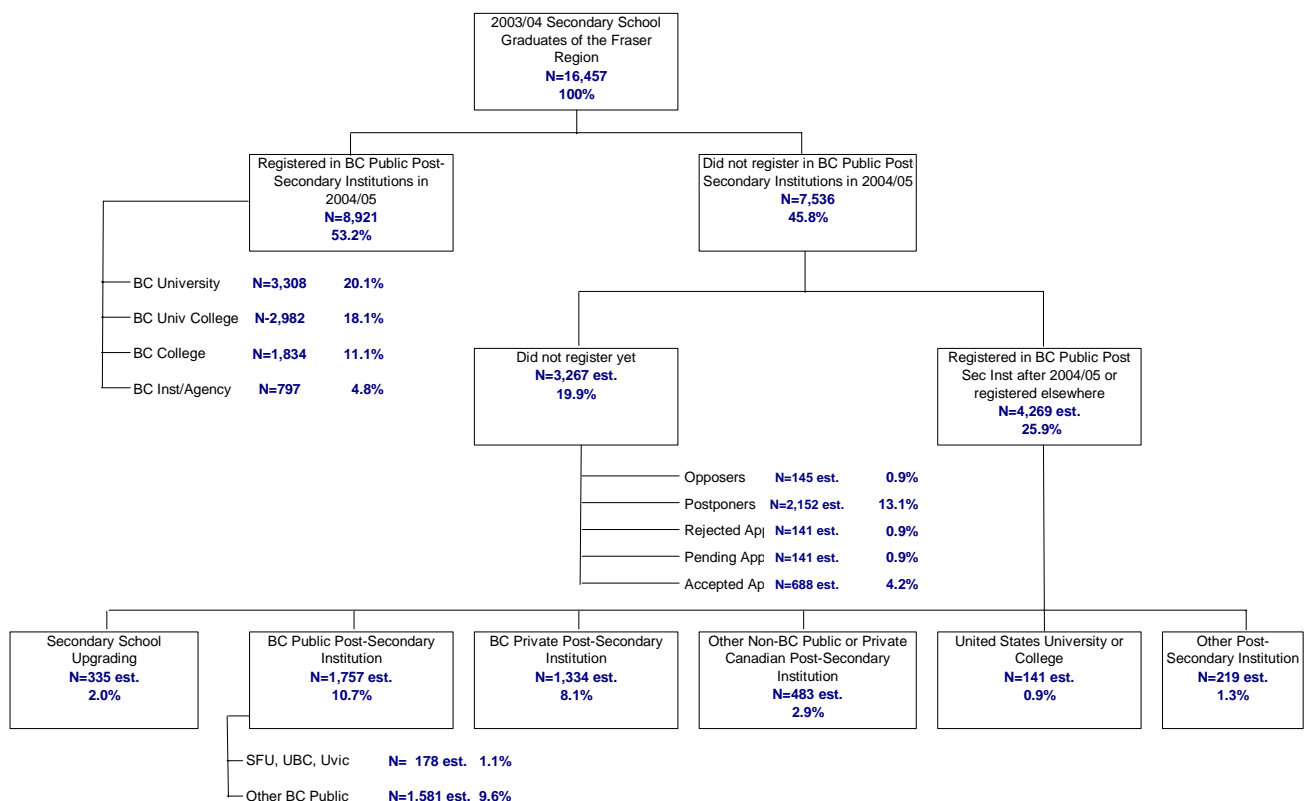 2003/04 Secondary School
Graduates of the Fraser
Region
N=16,457
100%
Registered in BC Public Post-
Secondary Institutions in
2004/05
N=8,921
53.2%
Did not register in BC Public Post-
Secondary Institutions in 2004/05
N=7,536
45.8%
BC University N=3,308 20.1%
BC Univ College N-2,982 18.1%
BC College N=1,834 11.1%
BC Inst/Agency N=797 4.8%
Did not register yet
N=3,267 est.
19.9%
Registered in BC Public Post
Sec Inst after 2004/05 or
registered elsewhere
N=4,269 est.
25.9%
Opposers N=145 est. 0.9%
Postponers N=2,152 est. 13.1%
Rejected App N=141 est. 0.9%
Pending App N=141 est. 0.9%
Accepted Ap N=688 est. 4.2%
Secondary School
Upgrading
N=335 est.
2.0%
BC Public Post-Secondary
Institution
N=1,757 est.
10.7%
BC Private Post-Secondary
Institution
N=1,334 est.
8.1%
Other Non-BC Public or Private
Canadian Post-Secondary
Institution
N=483 est.
2.9%
United States University or
College
N=141 est.
0.9%
Other Post-
Secondary Institution
N=219 est.
1.3%
SFU, UBC, Uvic N= 178 est. 1.1%
Other BC Public N=1,581 est. 9.6%